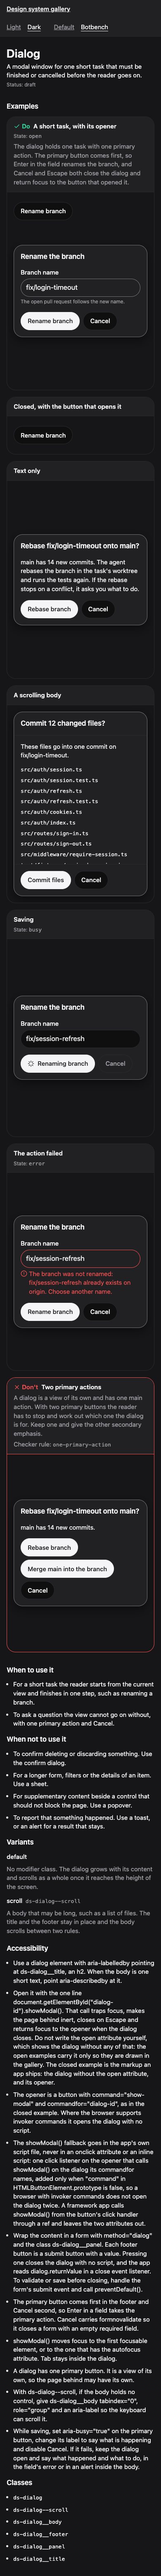 Design system gallery
Light Dark Default Botbench
Dialog
A modal window for one short task that must be
finished or cancelled before the reader goes on.
Status: draft
Examples
Do A short task, with its opener
State: open
The dialog holds one task with one primary
action. The primary button comes first, so
Enter in the field renames the branch, and
Cancel and Escape both close the dialog and
return focus to the button that opened it.
Rename branch
Rename the branch
Branch name
fix/login-timeout
The open pull request follows the new name.
Rename branch Cancel
Closed, with the button that opens it
Rename branch
Text only
Rebase fix/login-timeout onto main?
main has 14 new commits. The agent
rebases the branch in the task's worktree
and runs the tests again. If the rebase
stops on a conflict, it asks you what to do.
Rebase branch Cancel
A scrolling body
Commit 12 changed files?
These files go into one commit on
fix/login-timeout.
src/auth/session.ts
src/auth/session.test.ts
src/auth/refresh.ts
src/auth/refresh.test.ts
src/auth/cookies.ts
src/auth/index.ts
src/routes/sign-in.ts
src/routes/sign-out.ts
src/middleware/require-session.ts
Commit files Cancel
Saving
State: busy
Rename the branch
Branch name
fix/session-refresh
Renaming branch Cancel
The action failed
State: error
Rename the branch
Branch name
fix/session-refresh
The branch was not renamed:
fix/session-refresh already exists on
origin. Choose another name.
Rename branch Cancel
Don't Two primary actions
A dialog is a view of its own and has one main
action. With two primary buttons the reader
has to stop and work out which one the dialog
is for. Keep one and give the other secondary
emphasis.
Checker rule: one-primary-action
Rebase fix/login-timeout onto main?
main has 14 new commits.
Rebase branch
Merge main into the branch
Cancel
When to use it
• For a short task the reader starts from the current
view and finishes in one step, such as renaming a
branch.
• To ask a question the view cannot go on without,
with one primary action and Cancel.
When not to use it
• To confirm deleting or discarding something. Use
the confirm dialog.
• For a longer form, filters or the details of an item.
Use a sheet.
• For supplementary content beside a control that
should not block the page. Use a popover.
• To report that something happened. Use a toast,
or an alert for a result that stays.
Variants
default
No modifier class. The dialog grows with its content
and scrolls as a whole once it reaches the height of
the screen.
scroll ds-dialog--scroll
A body that may be long, such as a list of files. The
title and the footer stay in place and the body
scrolls between two rules.
Accessibility
• Use a dialog element with aria-labelledby pointing
at ds-dialog__title, an h2. When the body is one
short text, point aria-describedby at it.
• Open it with the one line
document.getElementById("dialog-
id").showModal(). That call traps focus, makes
the page behind inert, closes on Escape and
returns focus to the opener when the dialog
closes. Do not write the open attribute yourself,
which shows the dialog without any of that: the
open examples carry it only so they are drawn in
the gallery. The closed example is the markup an
app ships: the dialog without the open attribute,
and its opener.
• The opener is a button with command="show-
modal" and commandfor="dialog-id", as in the
closed example. Where the browser supports
invoker commands it opens the dialog with no
script.
• The showModal() fallback goes in the app's own
script file, never in an onclick attribute or an inline
script: one click listener on the opener that calls
showModal() on the dialog its commandfor
names, added only when "command" in
HTMLButtonElement.prototype is false, so a
browser with invoker commands does not open
the dialog twice. A framework app calls
showModal() from the button's click handler
through a ref and leaves the two attributes out.
• Wrap the content in a form with method="dialog"
and the class ds-dialog__panel. Each footer
button is a submit button with a value. Pressing
one closes the dialog with no script, and the app
reads dialog.returnValue in a close event listener.
To validate or save before closing, handle the
form's submit event and call preventDefault().
• The primary button comes first in the footer and
Cancel second, so Enter in a field takes the
primary action. Cancel carries formnovalidate so
it closes a form with an empty required field.
• showModal() moves focus to the first focusable
element, or to the one that has the autofocus
attribute. Tab stays inside the dialog.
• A dialog has one primary button. It is a view of its
own, so the page behind may have its own.
• With ds-dialog--scroll, if the body holds no
control, give ds-dialog__body tabindex="0",
role="group" and an aria-label so the keyboard
can scroll it.
• While saving, set aria-busy="true" on the primary
button, change its label to say what is happening
and disable Cancel. If it fails, keep the dialog
open and say what happened and what to do, in
the field's error or in an alert inside the body.
Classes
• ds-dialog
• ds-dialog--scroll
• ds-dialog__body
• ds-dialog__footer
• ds-dialog__panel
• ds-dialog__title